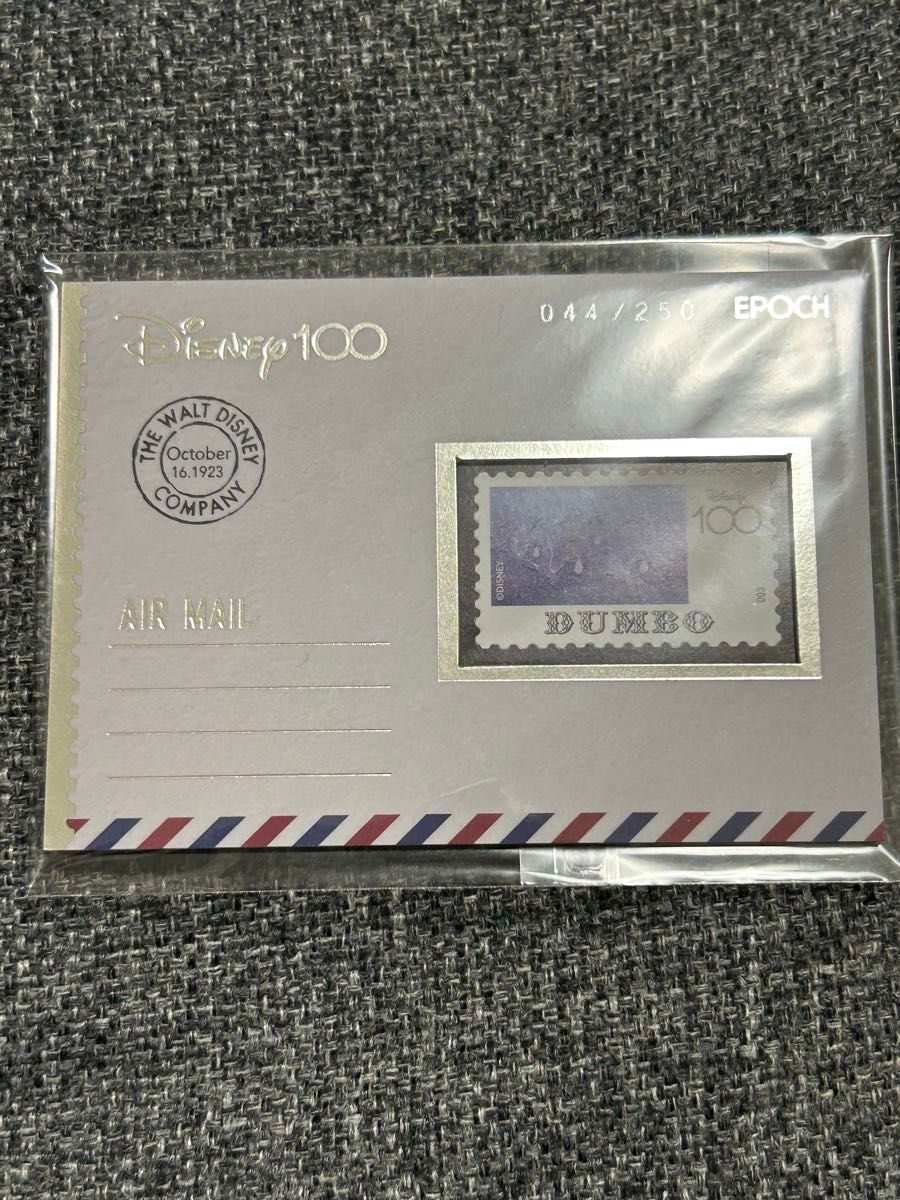 Disney100
044/250
EPOCH
THE WALT DISNEY
October
16.1923
COMPANY
AIR MAIL
Disney
100
©DISNEY
003
DUMBO